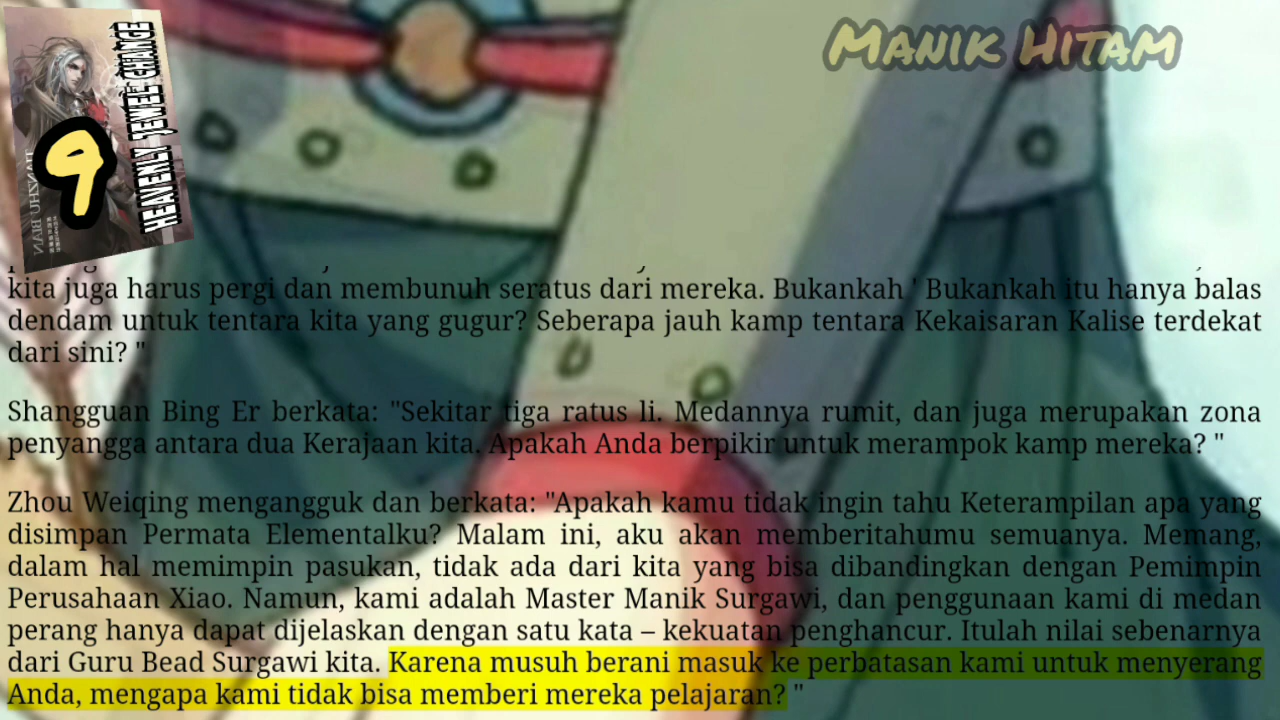 Manik Hitam
HEAVENLY JEWEL CHANGE
9
kita juga harus pergi dan membunuh seratus dari mereka. Bukankah ' Bukankah itu hanya balas
dendam untuk tentara kita yang gugur? Seberapa jauh kamp tentara Kekaisaran Kalise terdekat
dari sini? "
Shangguan Bing Er berkata: "Sekitar tiga ratus li. Medannya rumit, dan juga merupakan zona
penyangga antara dua Kerajaan kita. Apakah Anda berpikir untuk merampok kamp mereka? "
Zhou Weiqing mengangguk dan berkata: "Apakah kamu tidak ingin tahu Keterampilan apa yang
disimpan Permata Elementalku? Malam ini, aku akan memberitahumu semuanya. Memang,
dalam hal memimpin pasukan, tidak ada dari kita yang bisa dibandingkan dengan Pemimpin
Perusahaan Xiao. Namun, kami adalah Master Manik Surgawi, dan penggunaan kami di medan
perang hanya dapat dijelaskan dengan satu kata – kekuatan penghancur. Itulah nilai sebenarnya
dari Guru Bead Surgawi kita. Karena musuh berani masuk ke perbatasan kami untuk menyerang
Anda, mengapa kami tidak bisa memberi mereka pelajaran? "